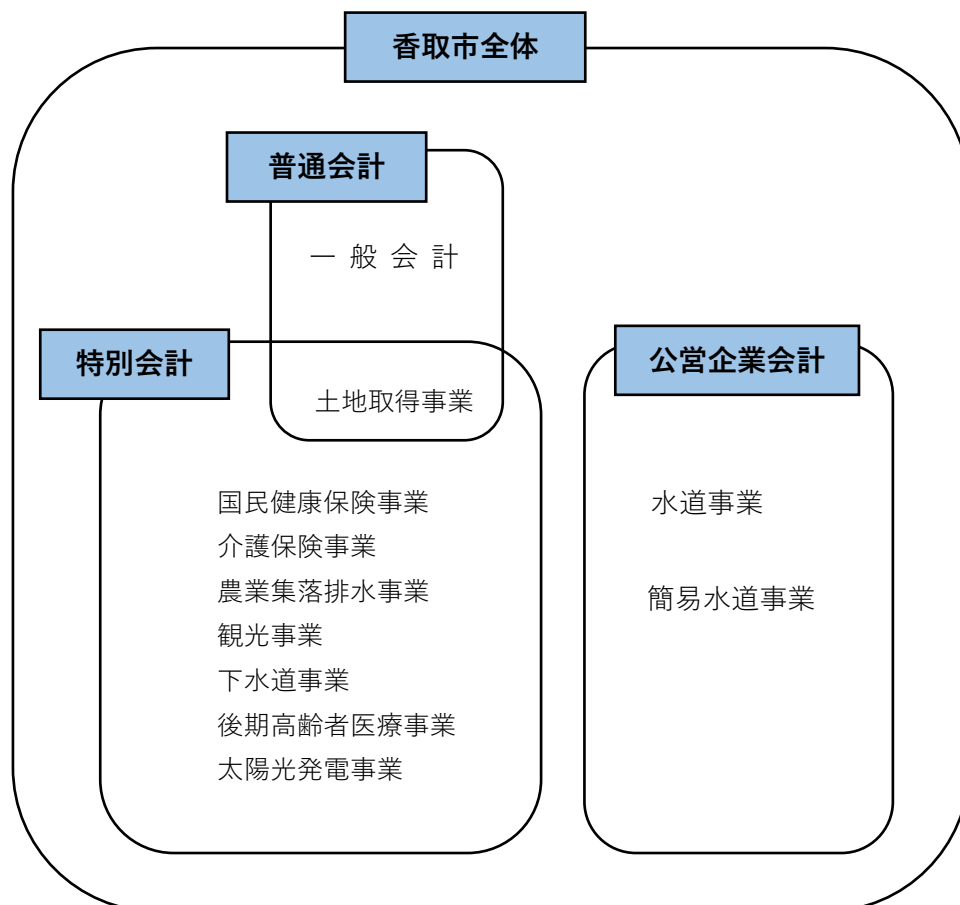 香取市全体
普通会計
一般会計
特別会計
土地取得事業
国民健康保険事業
介護保険事業
農業集落排水事業
観光事業
下水道事業
後期高齢者医療事業
太陽光発電事業
公営企業会計
水道事業
簡易水道事業